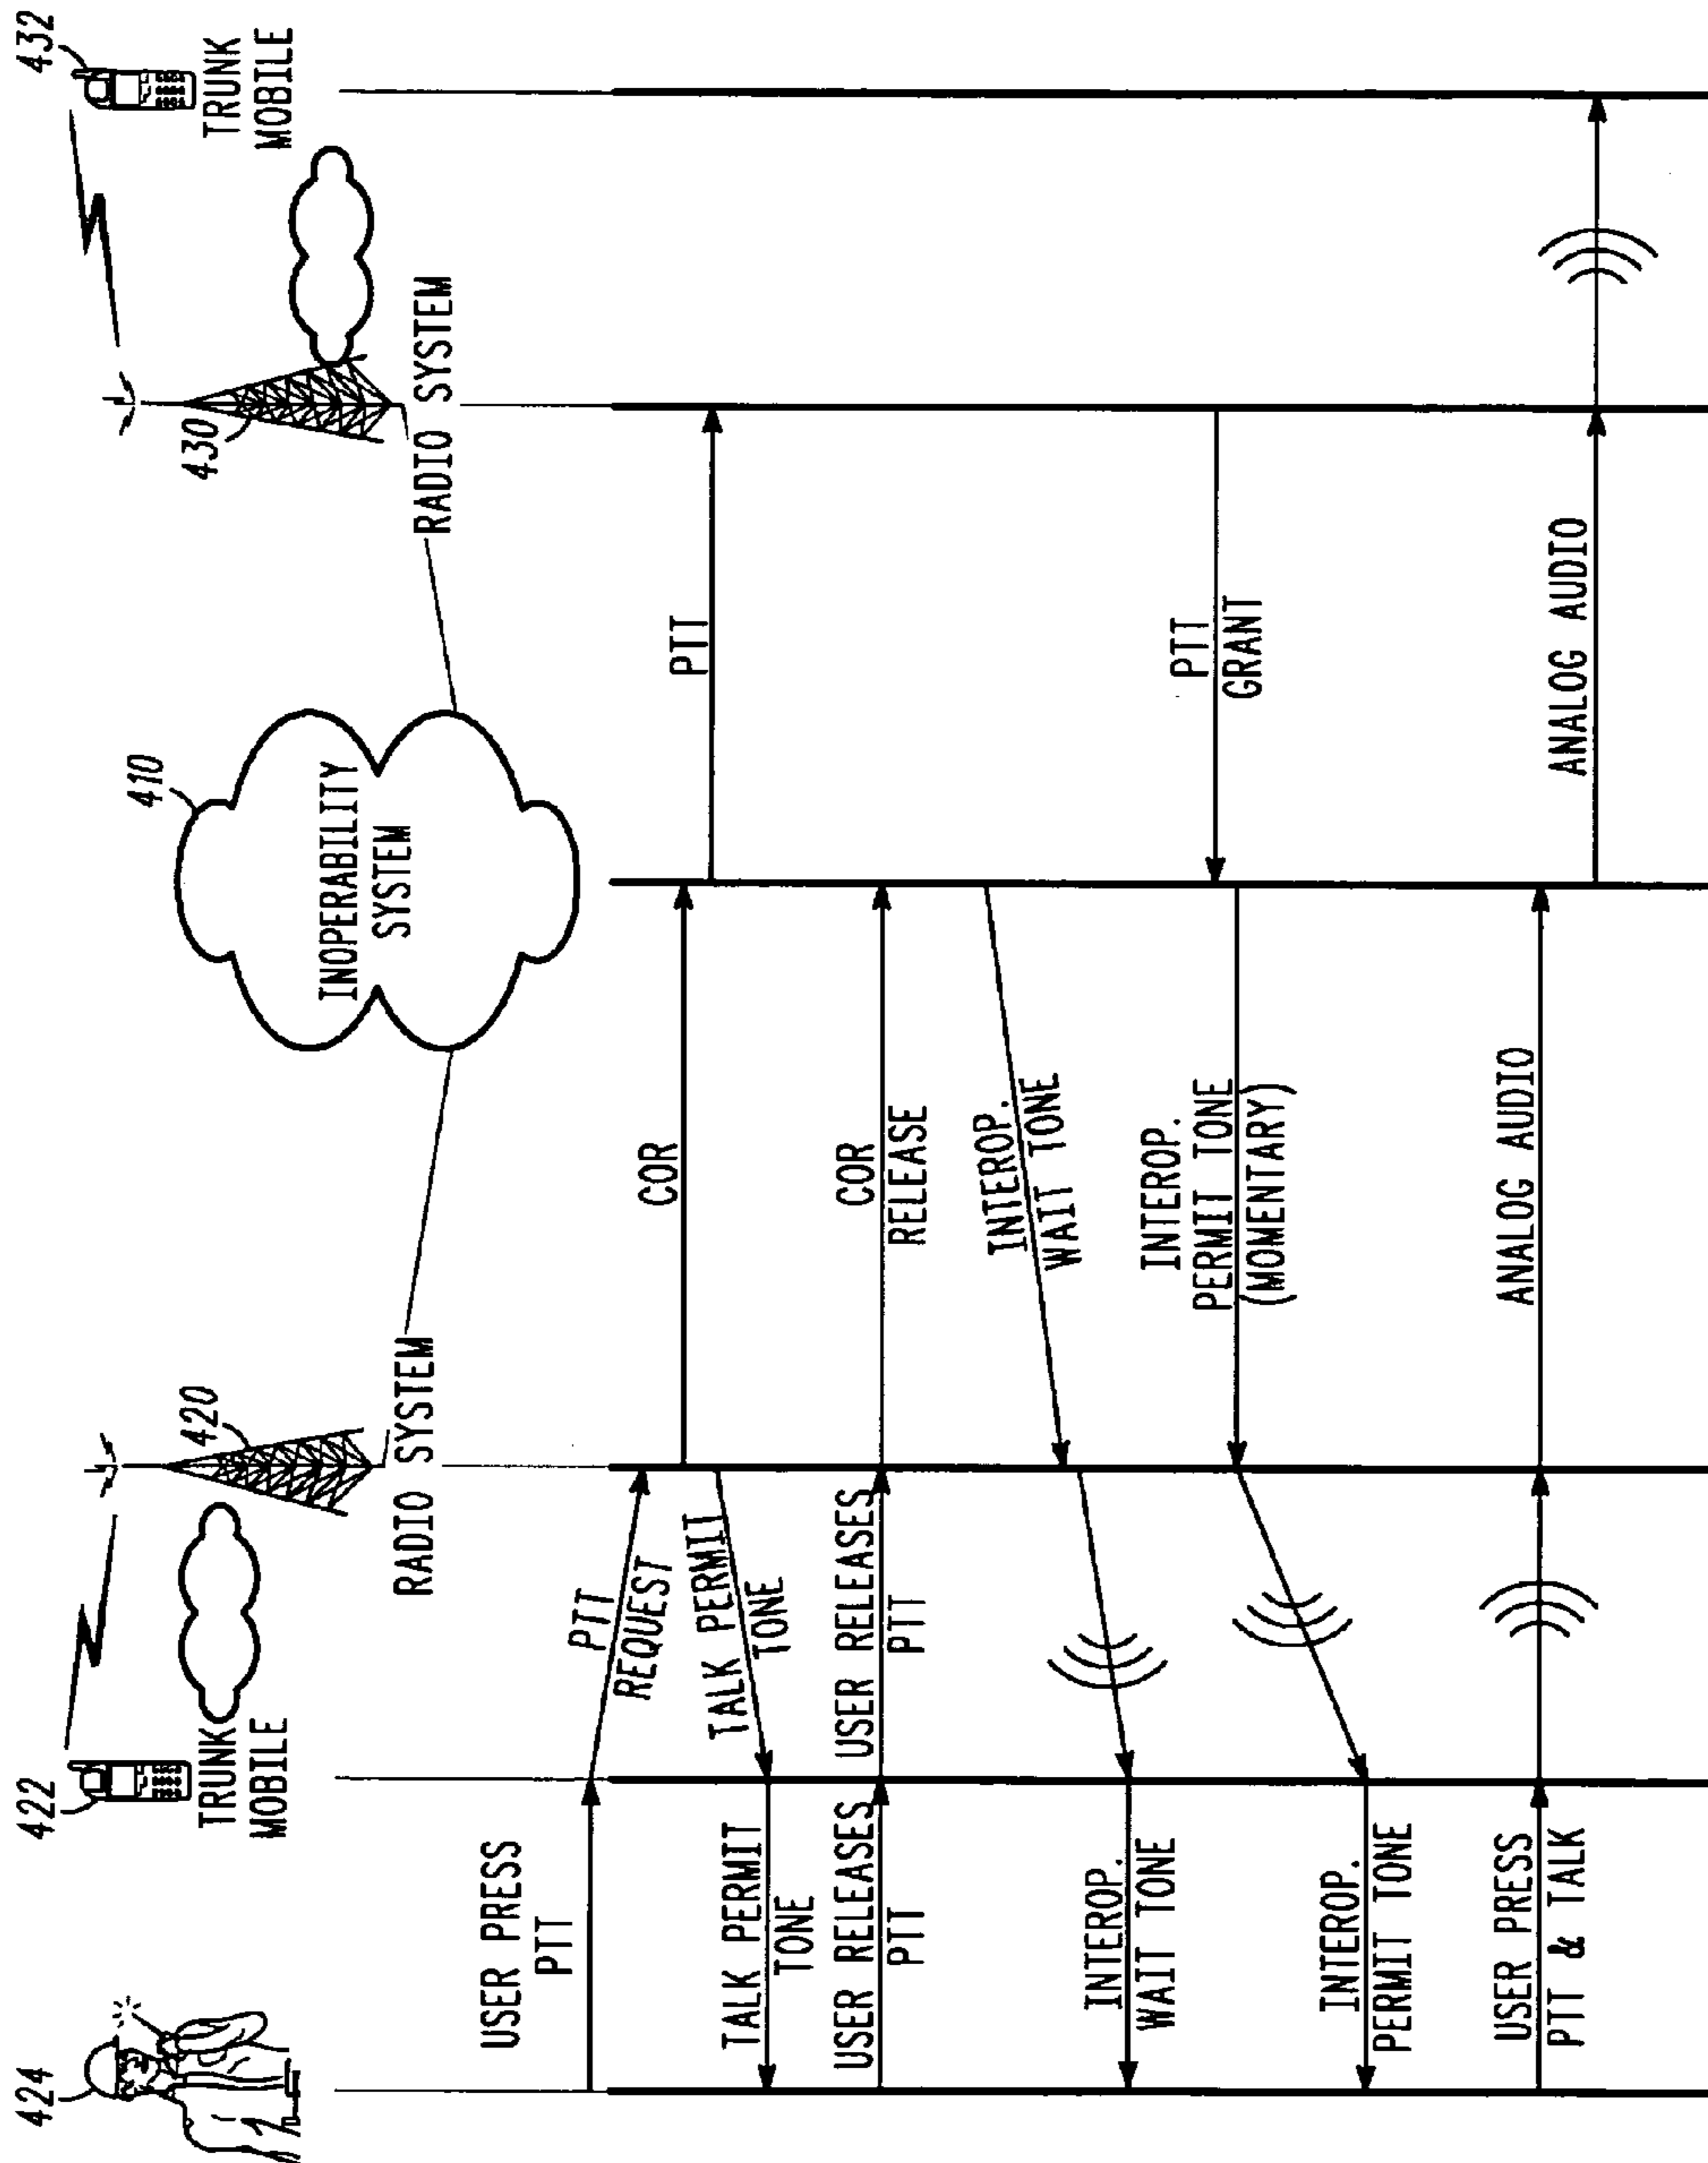 424
422
TRUNK
MOBILE
420
RADIO SYSTEM
410
INOPERABILITY
SYSTEM
430
RADIO SYSTEM
432
TRUNK
MOBILE
USER PRESS
PTT
PTT
REQUEST
COR
PTT
TALK PERMIT
TONE
TALK PERMIT
TONE
USER RELEASES
PTT
USER RELEASES
PTT
COR
RELEASE
INTEROP.
WAIT TONE
INTEROP.
WAIT TONE
PTT
GRANT
INTEROP.
PERMIT TONE
(MOMENTARY)
INTEROP.
PERMIT TONE
USER PRESS
PTT & TALK
ANALOG AUDIO
ANALOG AUDIO